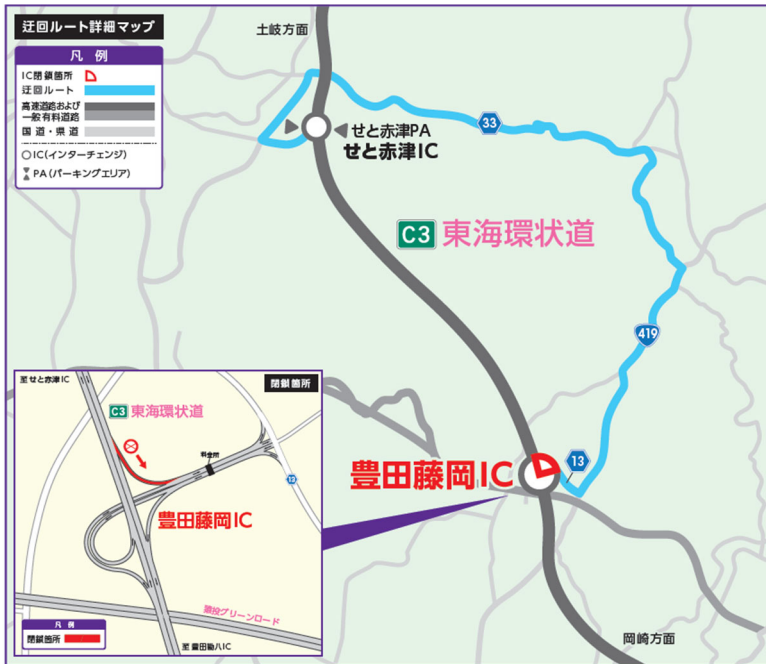 迂回ルート詳細マップ
凡例
IC閉鎖箇所
迂回ルート
高速道路および
一般有料道路
国道・県道
IC(インターチェンジ)
PA(パーキングエリア)
土岐方面
せと赤津PA
せと赤津IC
33
C3 東海環状道
419
豊田藤岡IC
13
岡崎方面
至せと赤津IC
閉鎖箇所
C3 東海環状道
料金所
13
豊田藤岡IC
猿投グリーンロード
凡例
閉鎖箇所
至豊田勘八IC